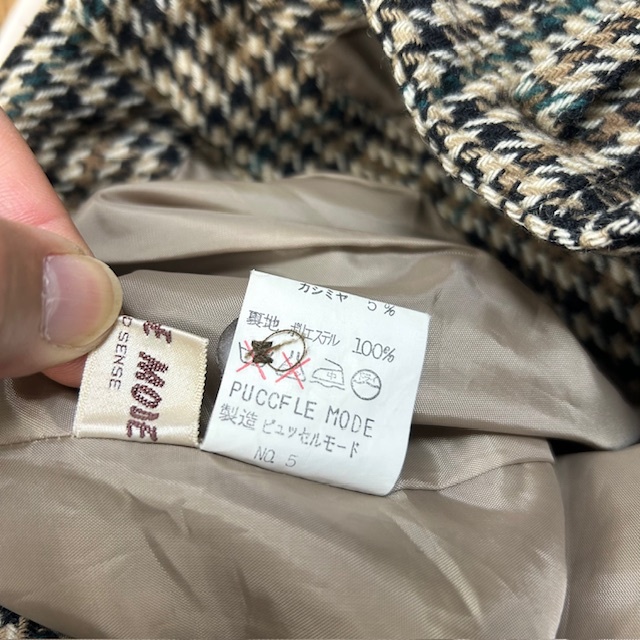 カシミヤ 5%
裏地 ポリエステル 100%
中
PUCCFLE MODE
製造 ピュッセルモード
NO. 5
E MODE
D SENSE